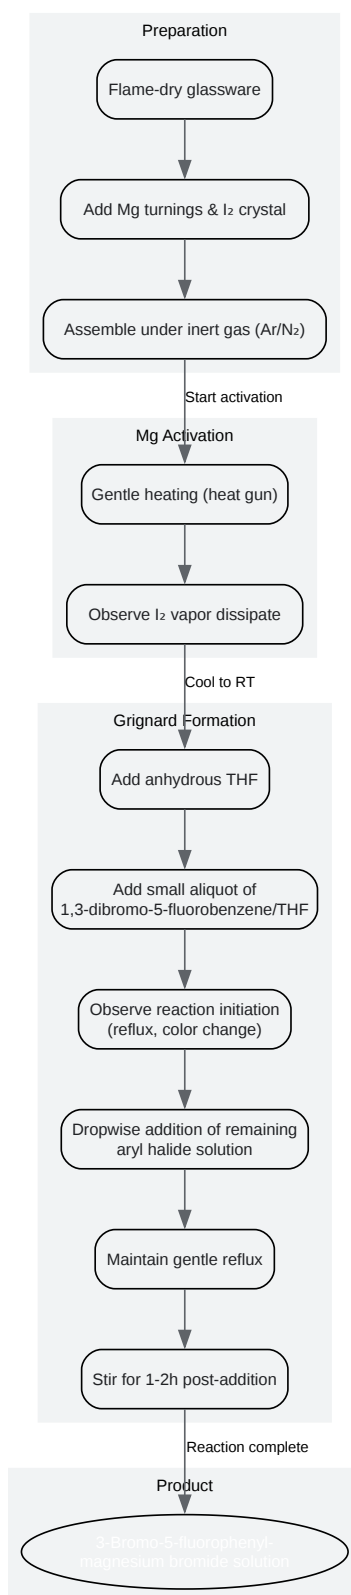 Preparation
Flame-dry glassware
Add Mg turnings & I₂ crystal
Assemble under inert gas (Ar/N₂)
Start activation
Mg Activation
Gentle heating (heat gun)
Observe I₂ vapor dissipate
Cool to RT
Grignard Formation
Add anhydrous THF
Add small aliquot of
1,3-dibromo-5-fluorobenzene/THF
Observe reaction initiation
(reflux, color change)
Dropwise addition of remaining
aryl halide solution
Maintain gentle reflux
Stir for 1-2h post-addition
Reaction complete
Product
3-Bromo-5-fluorophenyl-
magnesium bromide solution